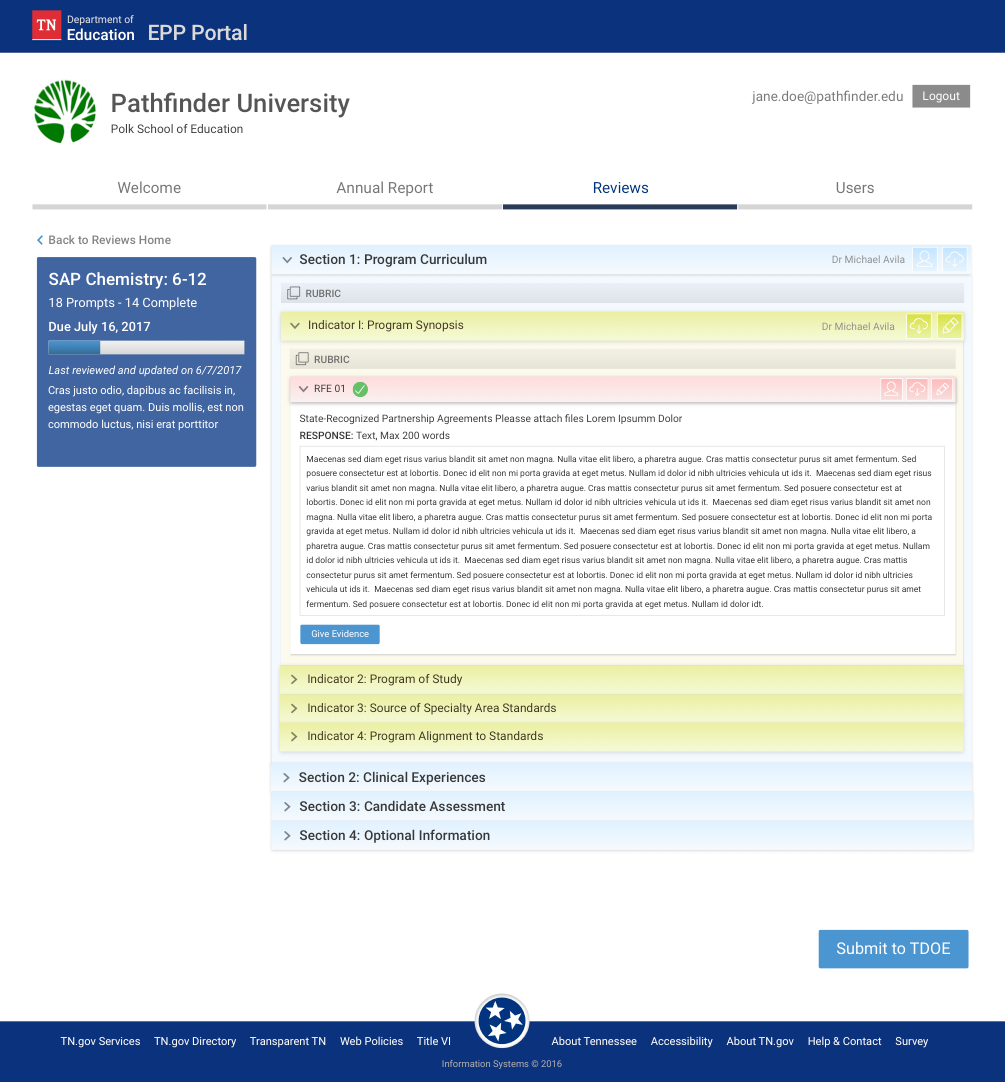 TN Department of Education EPP Portal
Pathfinder University
Polk School of Education
jane.doe@pathfinder.edu Logout
Welcome Annual Report Reviews Users
Back to Reviews Home
SAP Chemistry: 6-12
18 Prompts - 14 Complete
Due July 16, 2017
Last reviewed and updated on 6/7/2017
Cras justo odio, dapibus ac facilisis in,
egestas eget quam. Duis mollis, est non
commodo luctus, nisi erat porttitor
Section 1: Program Curriculum Dr Michael Avila
RUBRIC
Indicator I: Program Synopsis Dr Michael Avila
RUBRIC
RFE 01
State-Recognized Partnership Agreements Pleasse attach files Lorem Ipsumm Dolor
RESPONSE: Text, Max 200 words
Maecenas sed diam eget risus varius blandit sit amet non magna. Nulla vitae elit libero, a pharetra augue. Cras mattis consectetur purus sit amet fermentum. Sed
posuere consectetur est at lobortis. Donec id elit non mi porta gravida at eget metus. Nullam id dolor id nibh ultricies vehicula ut ids it. Maecenas sed diam eget risus
varius blandit sit amet non magna. Nulla vitae elit libero, a pharetra augue. Cras mattis consectetur purus sit amet fermentum. Sed posuere consectetur est at
lobortis. Donec id elit non mi porta gravida at eget metus. Nullam id dolor id nibh ultricies vehicula ut ids it. Maecenas sed diam eget risus varius blandit sit amet non
magna. Nulla vitae elit libero, a pharetra augue. Cras mattis consectetur purus sit amet fermentum. Sed posuere consectetur est at lobortis. Donec id elit non mi porta
gravida at eget metus. Nullam id dolor id nibh ultricies vehicula ut ids it. Maecenas sed diam eget risus varius blandit sit amet non magna. Nulla vitae elit libero, a
pharetra augue. Cras mattis consectetur purus sit amet fermentum. Sed posuere consectetur est at lobortis. Donec id elit non mi porta gravida at eget metus. Nullam
id dolor id nibh ultricies vehicula ut ids it. Maecenas sed diam eget risus varius blandit sit amet non magna. Nulla vitae elit libero, a pharetra augue. Cras mattis
consectetur purus sit amet fermentum. Sed posuere consectetur est at lobortis. Donec id elit non mi porta gravida at eget metus. Nullam id dolor id nibh ultricies
vehicula ut ids it. Maecenas sed diam eget risus varius blandit sit amet non magna. Nulla vitae elit libero, a pharetra augue. Cras mattis consectetur purus sit amet
fermentum. Sed posuere consectetur est at lobortis. Donec id elit non mi porta gravida at eget metus. Nullam id dolor idt.
Give Evidence
Indicator 2: Program of Study
Indicator 3: Source of Specialty Area Standards
Indicator 4: Program Alignment to Standards
Section 2: Clinical Experiences
Section 3: Candidate Assessment
Section 4: Optional Information
Submit to TDOE
TN.gov Services TN.gov Directory Transparent TN Web Policies Title VI About Tennessee Accessibility About TN.gov Help & Contact Survey
Information Systems © 2016